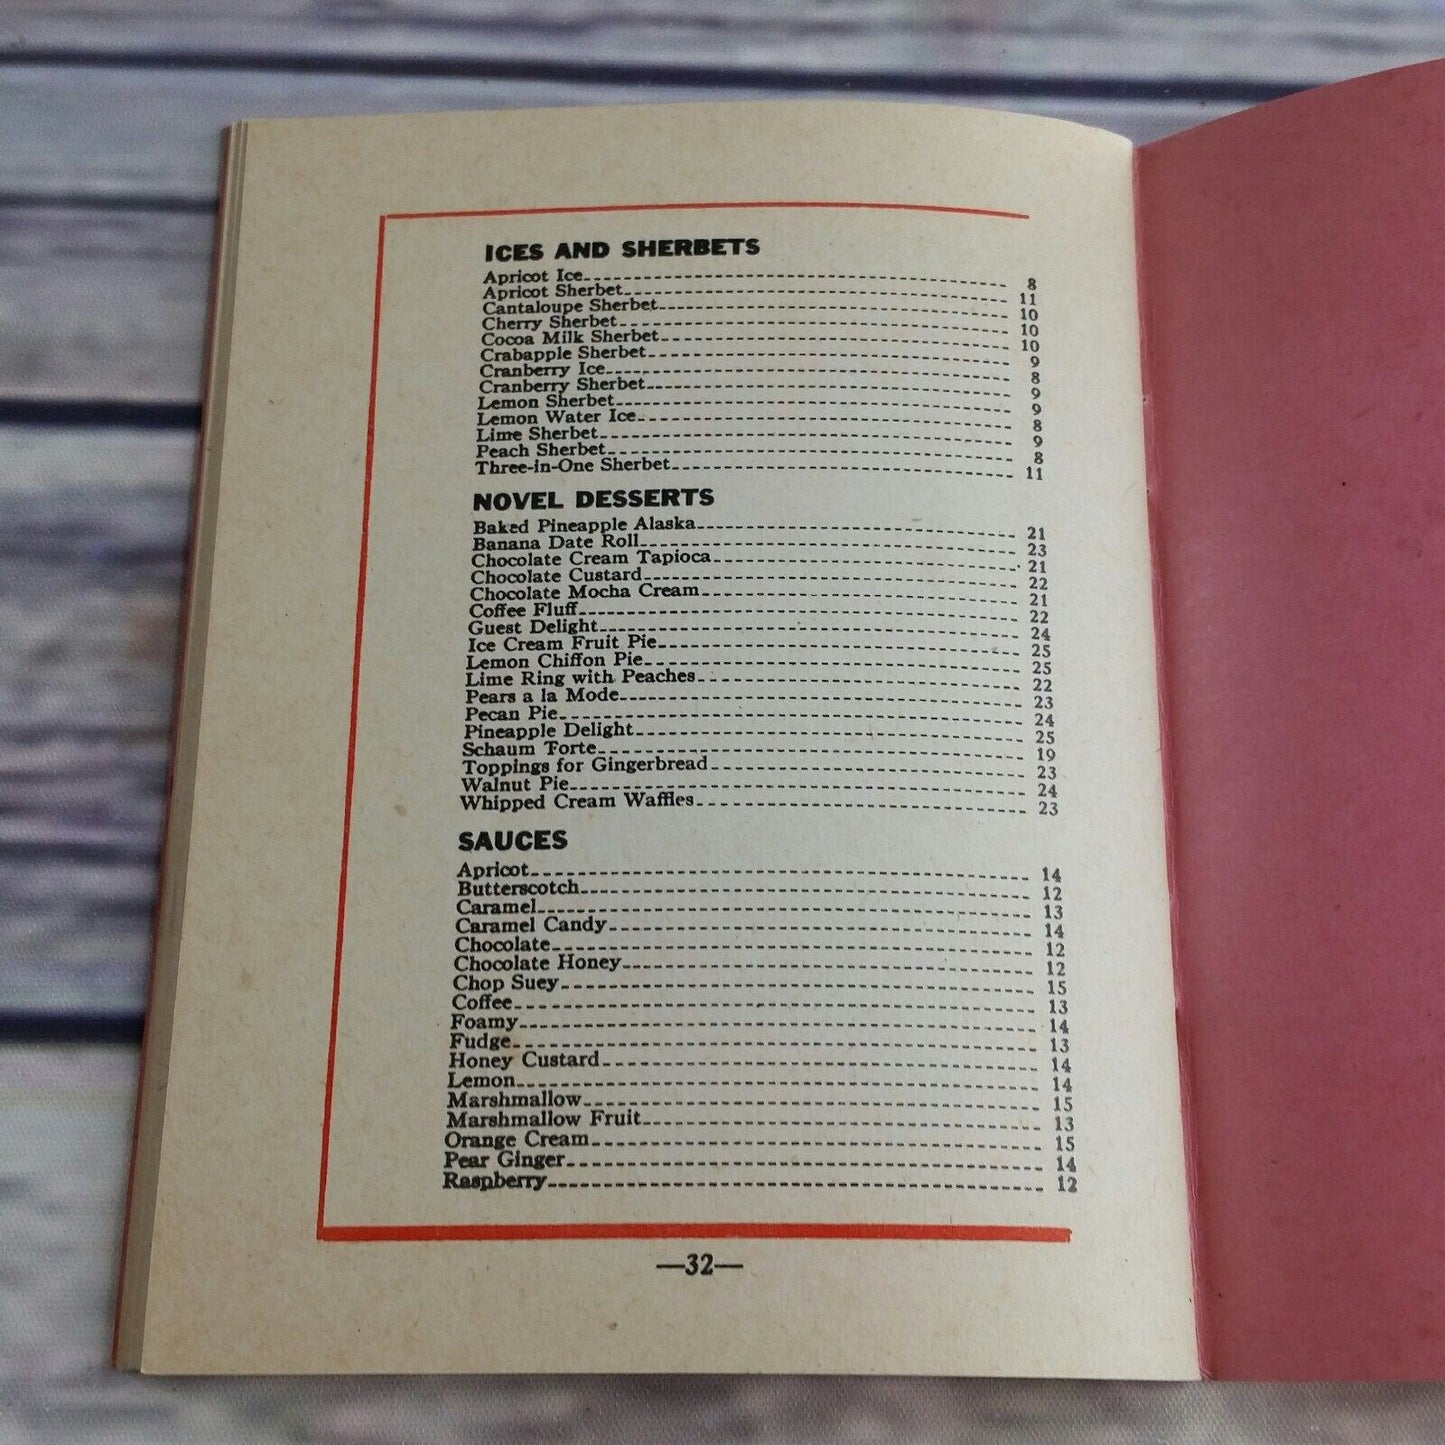 ICES AND SHERBETS
Apricot Ice 8
Apricot Sherbet 11
Cantaloupe Sherbet 10
Cherry Sherbet 10
Cocoa Milk Sherbet 10
Crabapple Sherbet 9
Cranberry Ice 8
Cranberry Sherbet 9
Lemon Sherbet 9
Lemon Water Ice 8
Lime Sherbet 9
Peach Sherbet 8
Three-in-One Sherbet 11
NOVEL DESSERTS
Baked Pineapple Alaska 21
Banana Date Roll 23
Chocolate Cream Tapioca 21
Chocolate Custard 22
Chocolate Mocha Cream 21
Coffee Fluff 22
Guest Delight 24
Ice Cream Fruit Pie 25
Lemon Chiffon Pie 25
Lime Ring with Peaches 22
Pears a la Mode 23
Pecan Pie 24
Pineapple Delight 25
Schaum Torte 19
Toppings for Gingerbread 23
Walnut Pie 24
Whipped Cream Waffles 23
SAUCES
Apricot 14
Butterscotch 12
Caramel 13
Caramel Candy 14
Chocolate 12
Chocolate Honey 12
Chop Suey 15
Coffee 13
Foamy 14
Fudge 13
Honey Custard 14
Lemon 14
Marshmallow 15
Marshmallow Fruit 13
Orange Cream 15
Pear Ginger 14
Raspberry 12
—32—